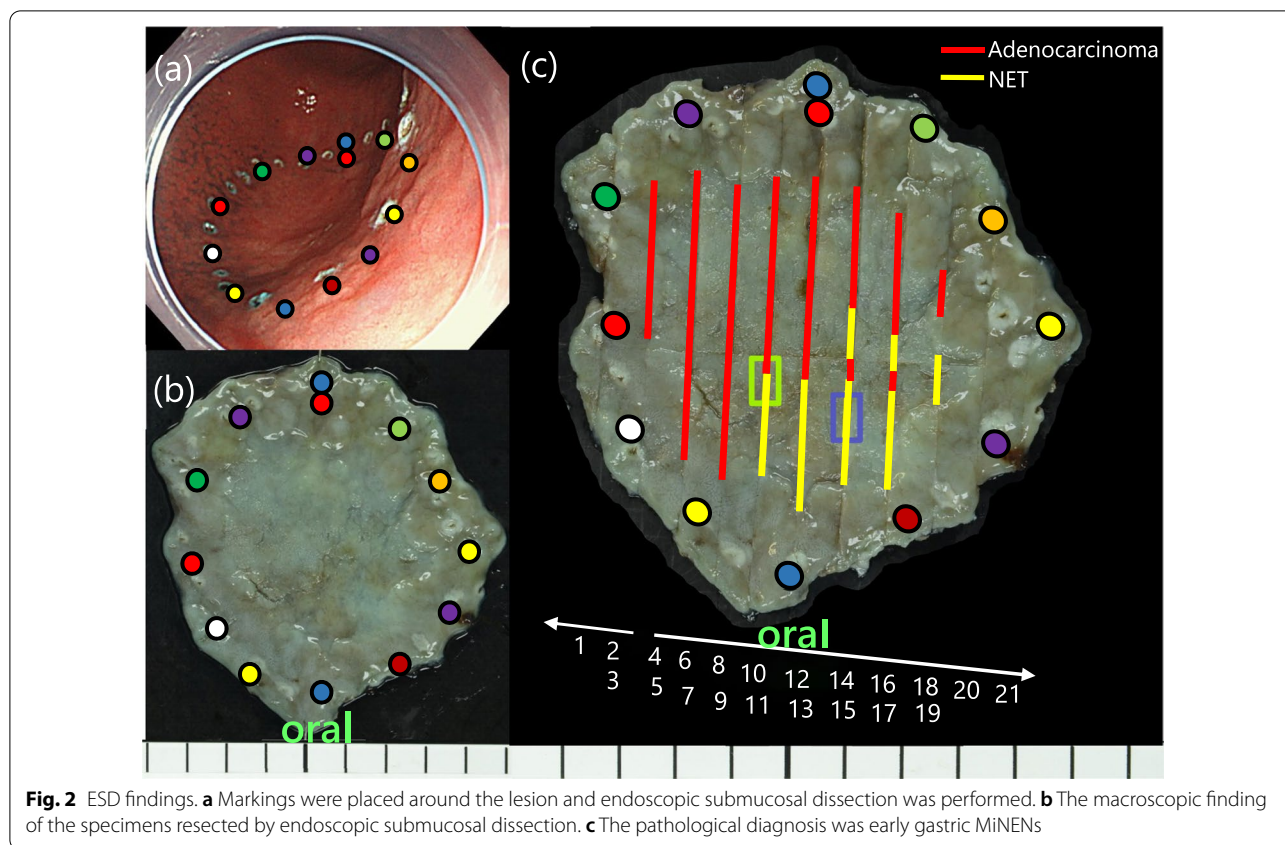 (a)
(b)
oral
(c)
Adenocarcinoma
NET
oral
1 2 4 6 8 10 12 14 16 18 20 21
3 5 7 9 11 13 15 17 19
Fig. 2 ESD findings. a Markings were placed around the lesion and endoscopic submucosal dissection was performed. b The macroscopic finding
of the specimens resected by endoscopic submucosal dissection. c The pathological diagnosis was early gastric MiNENs